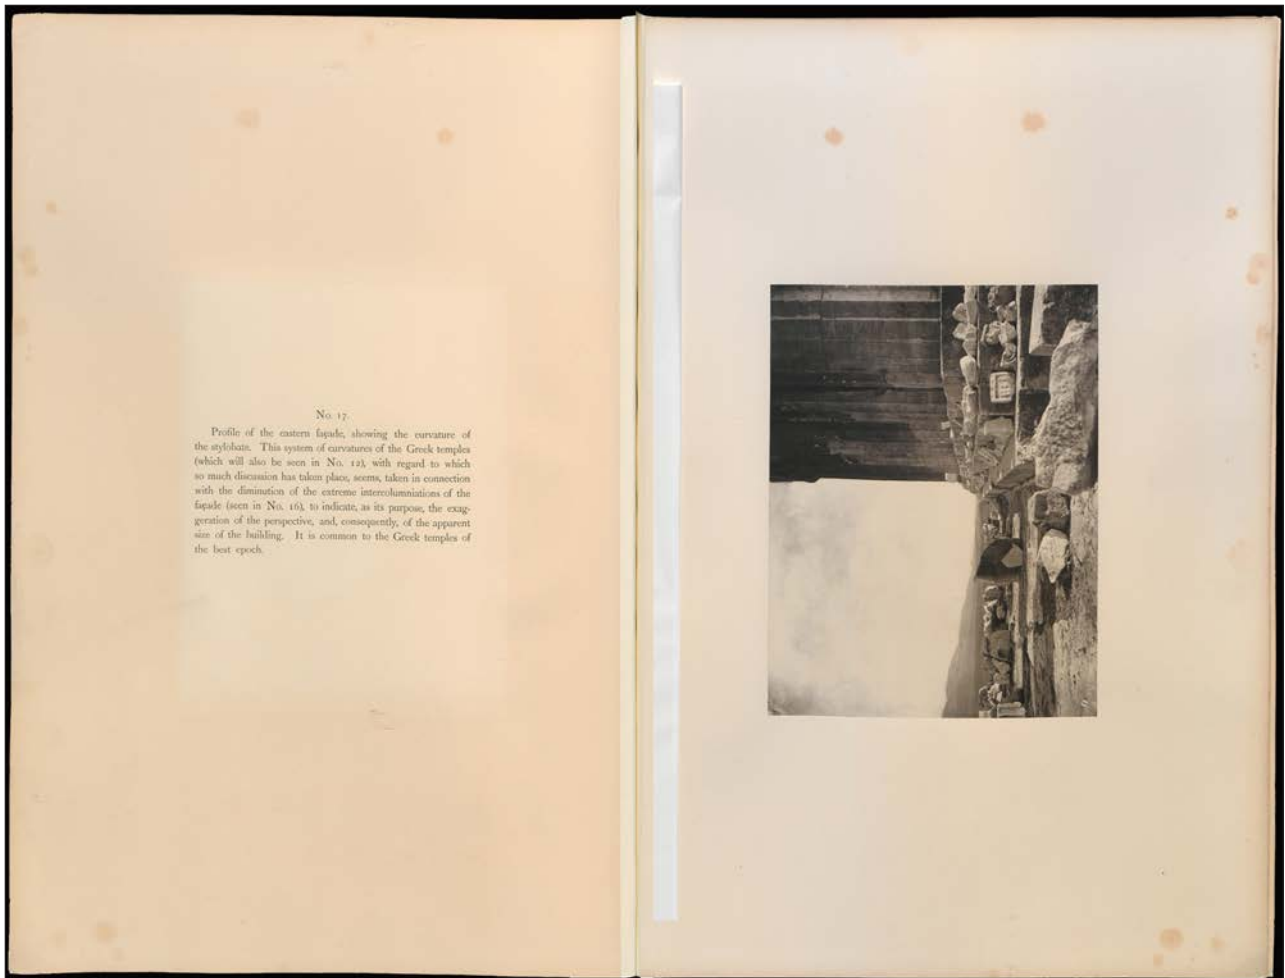 No. 17.
Profile of the eastern façade, showing the curvature of
the stylobate. This system of curvatures of the Greek temples
(which will also be seen in No. 12), with regard to which
so much discussion has taken place, seems, taken in connection
with the diminution of the extreme intercolumniations of the
façade (seen in No. 16), to indicate, as its purpose, the exag-
geration of the perspective, and, consequently, of the apparent
size of the building. It is common to the Greek temples of
the best epoch.